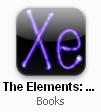 Xe
The Elements: ...
Books